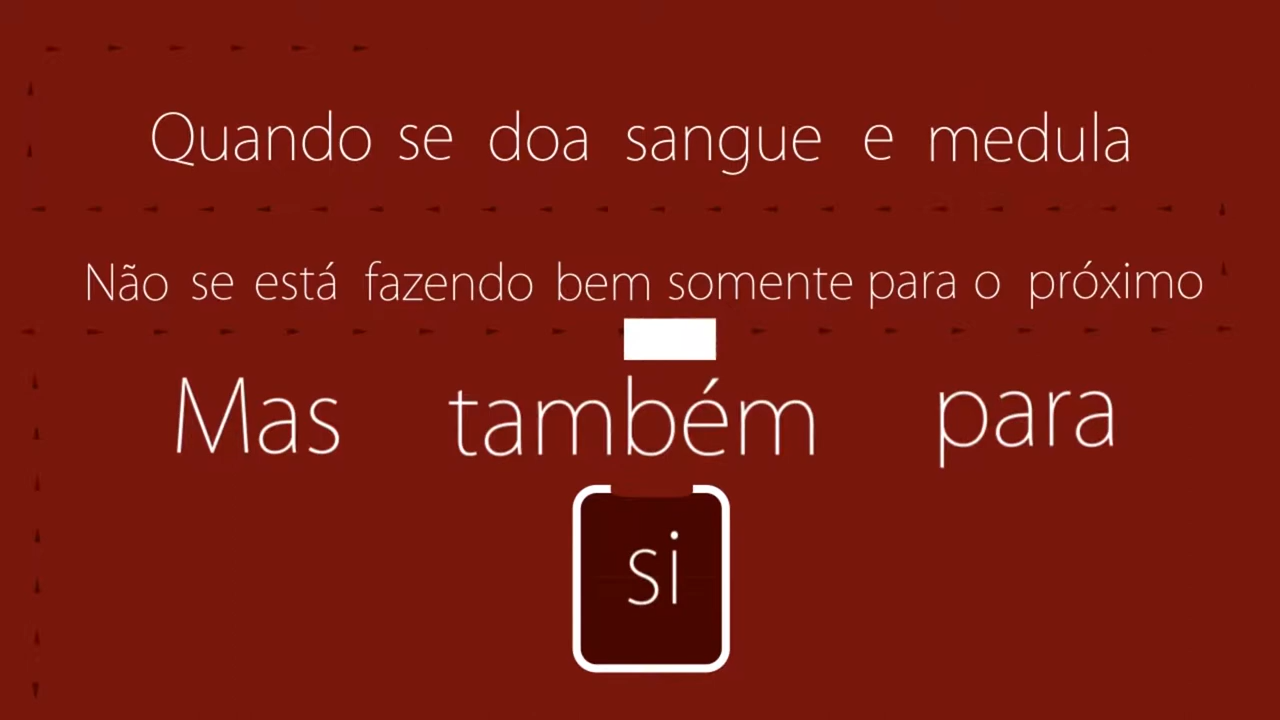 Quando se doa sangue e medula
Não se está fazendo bem somente para o próximo
Mas também para
si